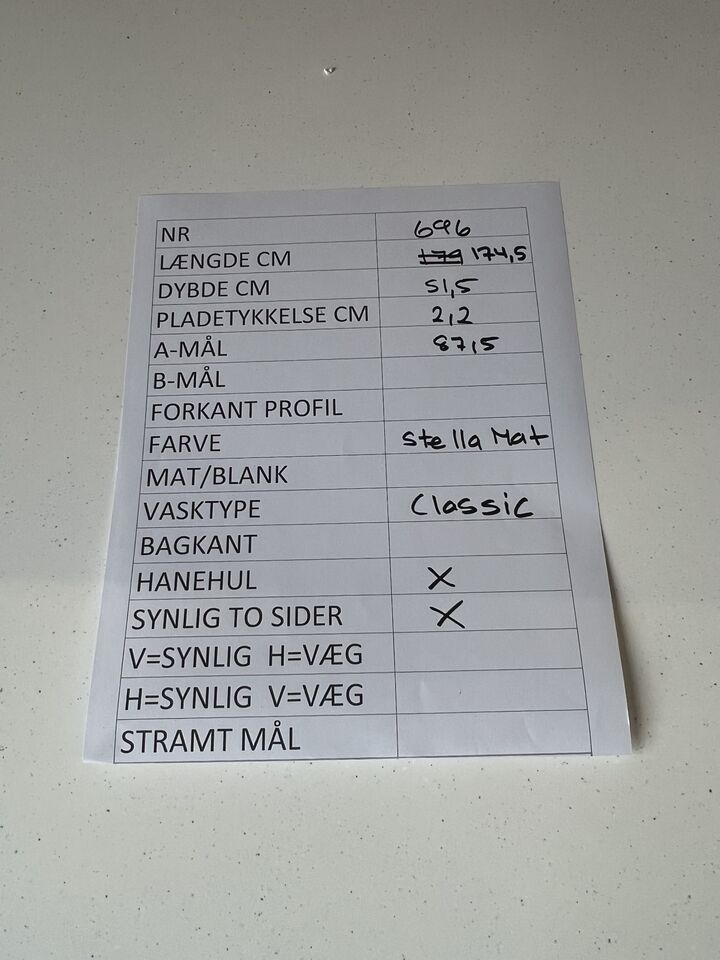 NR 696
LÆNGDE CM 179 174,5
DYBDE CM 51,5
PLADETYKKELSE CM 2,2
A-MÅL 87,5
B-MÅL
FORKANT PROFIL
FARVE Stella Mat
MAT/BLANK
VASKTYPE Classic
BAGKANT
HANEHUL X
SYNLIG TO SIDER X
V=SYNLIG H=VÆG
H=SYNLIG V=VÆG
STRAMT MÅL